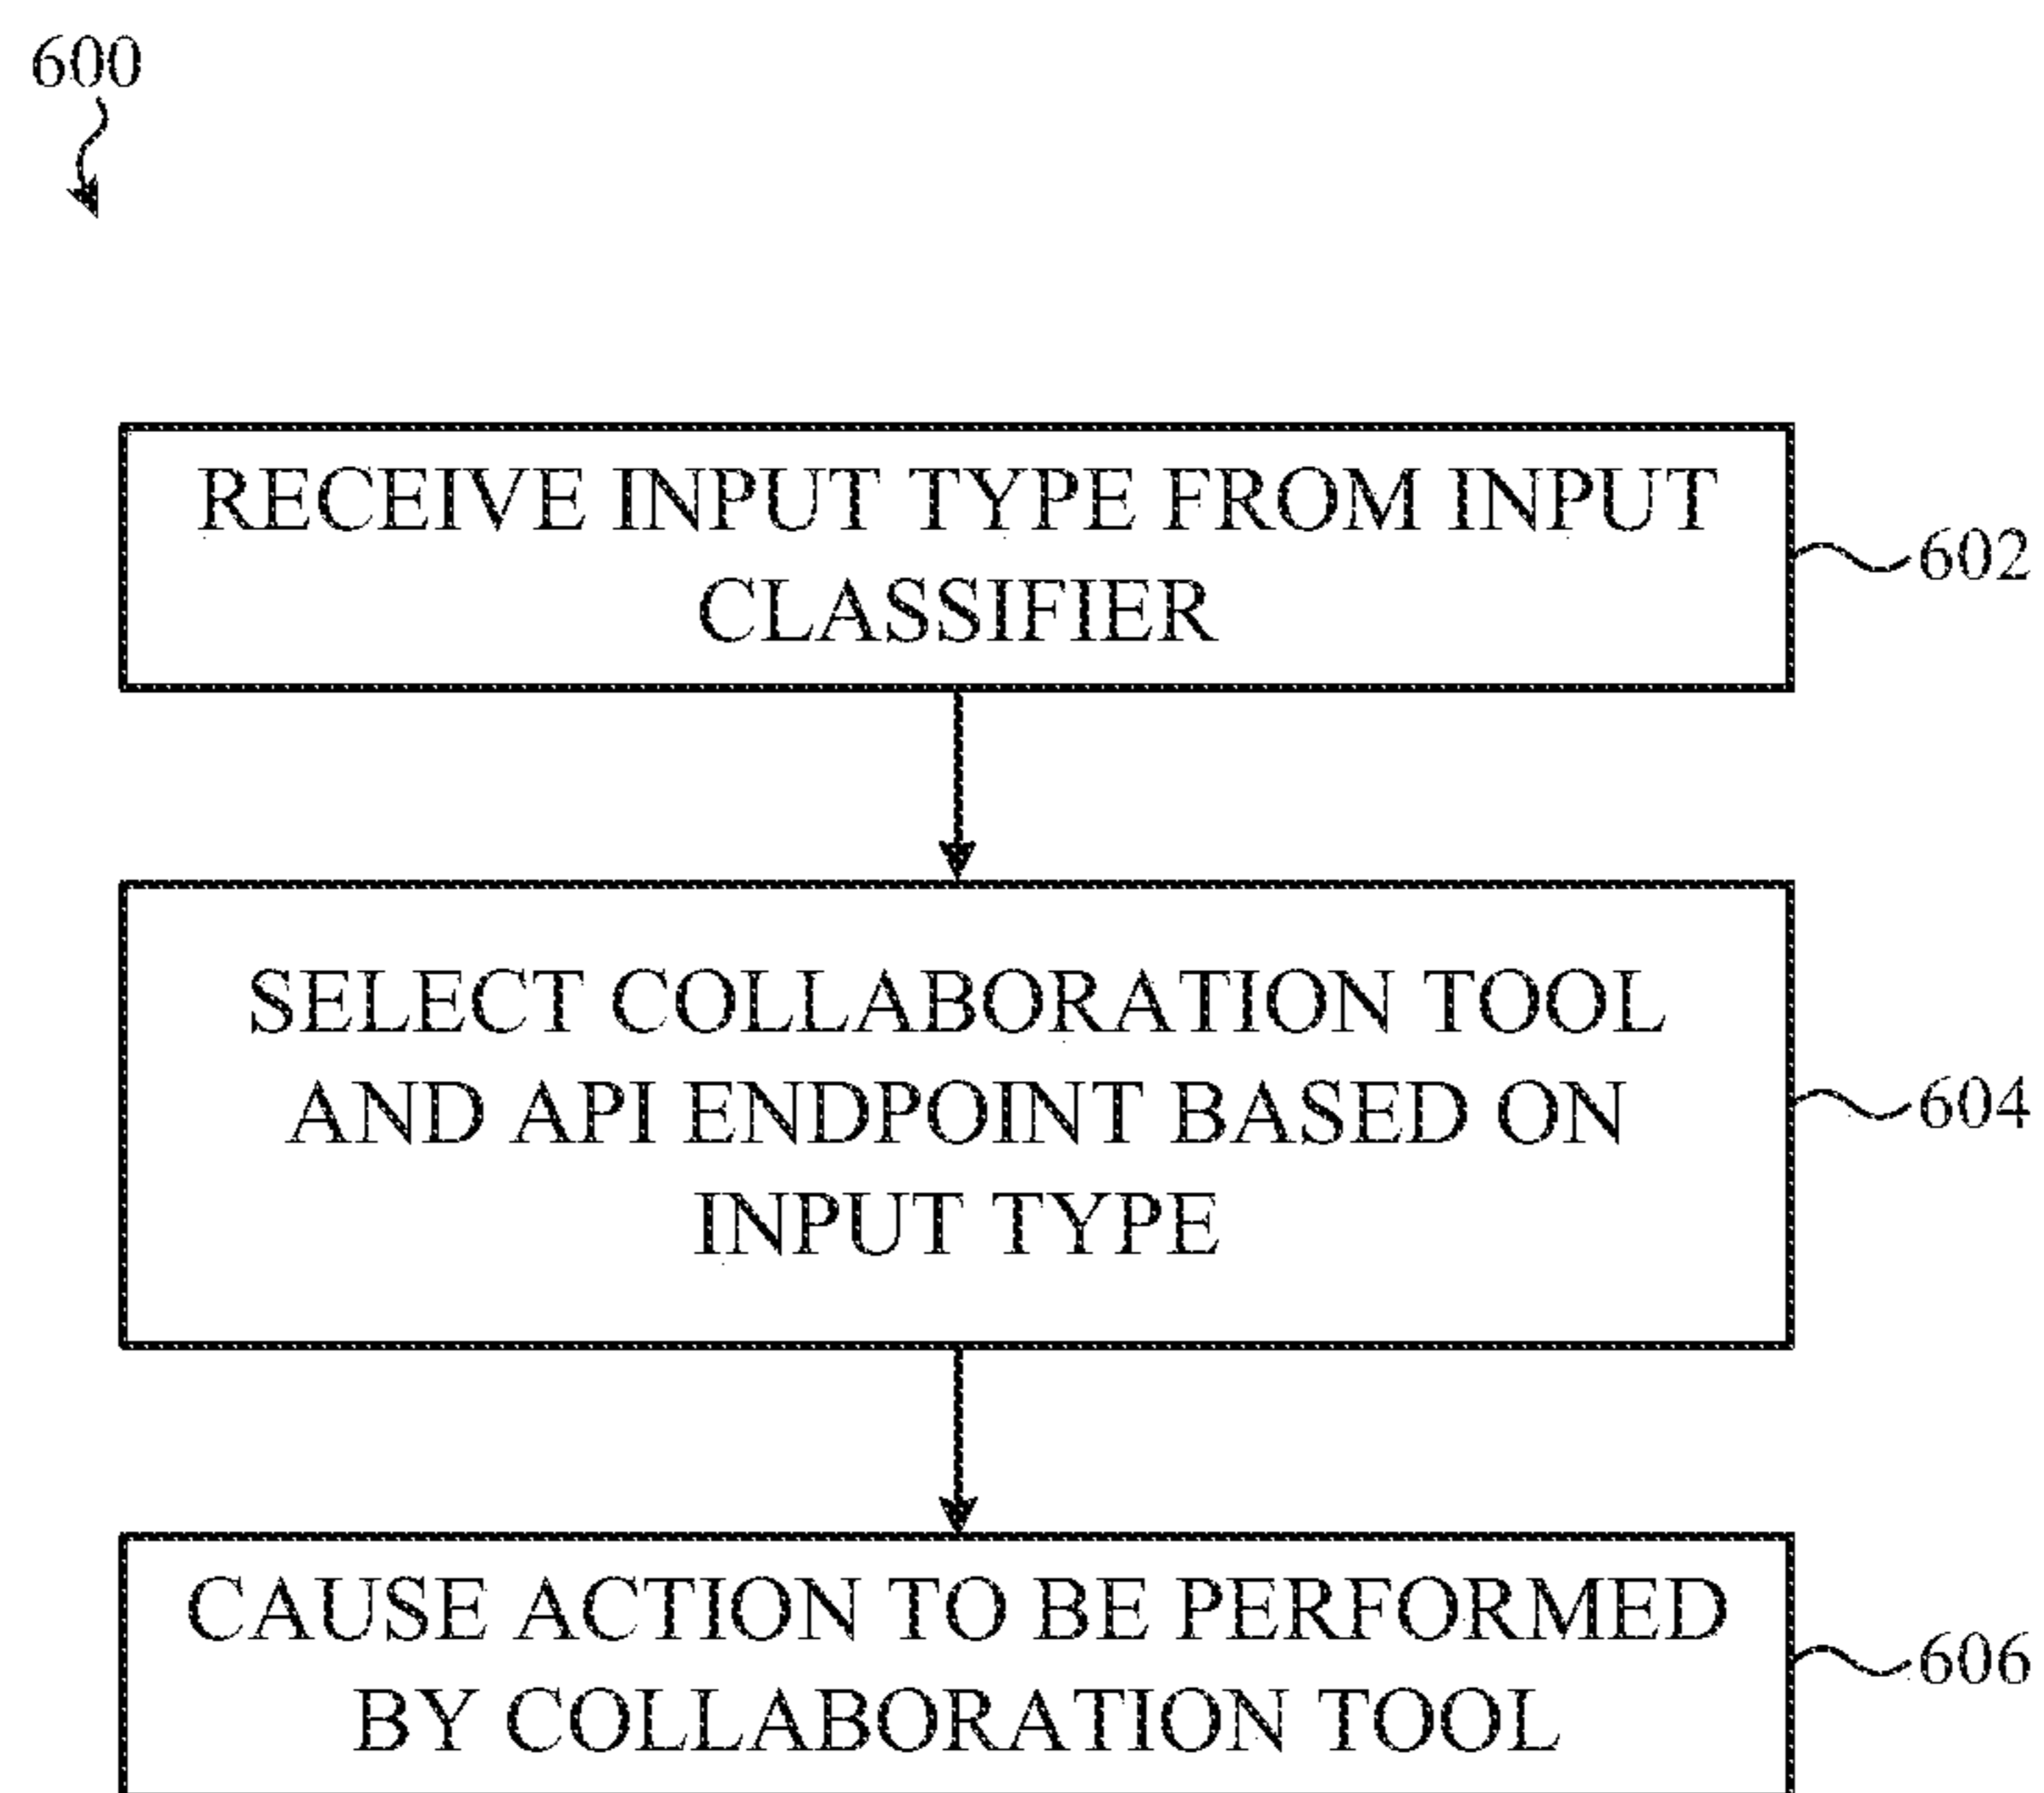 600
RECEIVE INPUT TYPE FROM INPUT
CLASSIFIER
602
SELECT COLLABORATION TOOL
AND API ENDPOINT BASED ON
INPUT TYPE
604
CAUSE ACTION TO BE PERFORMED
BY COLLABORATION TOOL
606